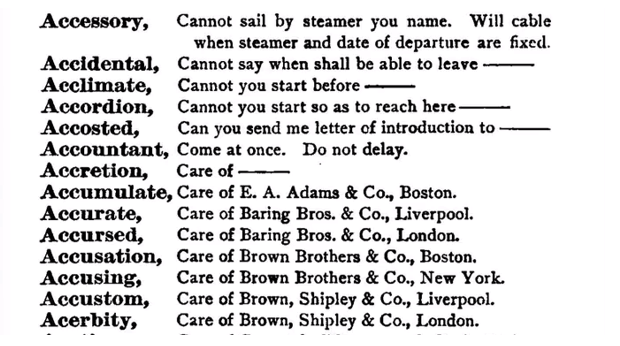 Accessory, Cannot sail by steamer you name. Will cable
when steamer and date of departure are fixed.
Accidental, Cannot say when shall be able to leave ——
Acclimate, Cannot you start before ——
Accordion, Cannot you start so as to reach here ——
Accosted, Can you send me letter of introduction to ——
Accountant, Come at once. Do not delay.
Accretion, Care of ——
Accumulate, Care of E. A. Adams & Co., Boston.
Accurate, Care of Baring Bros. & Co., Liverpool.
Accursed, Care of Baring Bros. & Co., London.
Accusation, Care of Brown Brothers & Co., Boston.
Accusing, Care of Brown Brothers & Co., New York.
Accustom, Care of Brown, Shipley & Co., Liverpool.
Acerbity, Care of Brown, Shipley & Co., London.